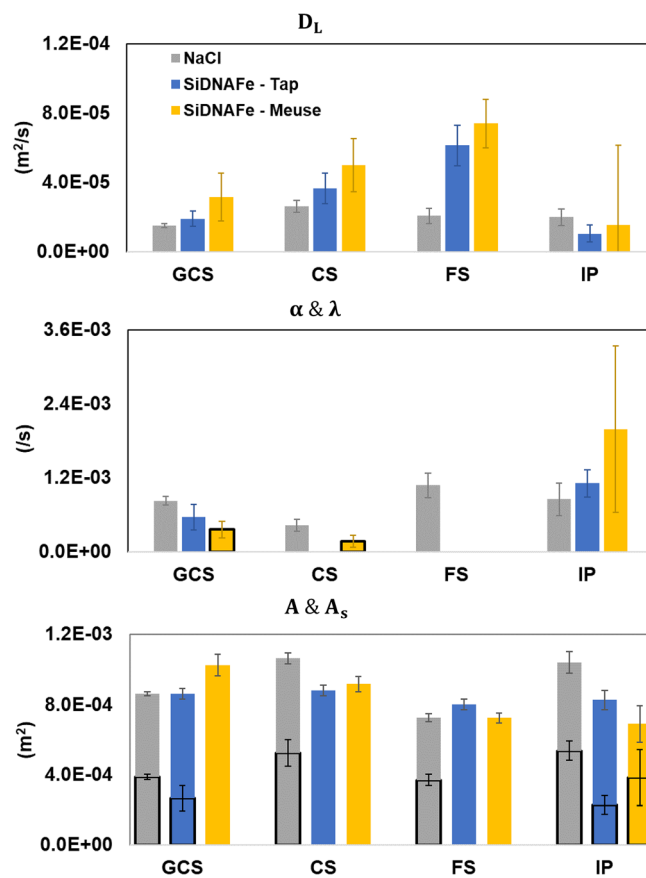 D_L
1.2E-04
NaCl
SiDNAFe - Tap
8.0E-05
SiDNAFe - Meuse
(m²/s)
4.0E-05
0.0E+00
GCS CS FS IP
α & λ
3.6E-03
2.4E-03
(/s)
1.2E-03
0.0E+00
GCS CS FS IP
A & A_s
1.2E-03
8.0E-04
(m²)
4.0E-04
0.0E+00
GCS CS FS IP